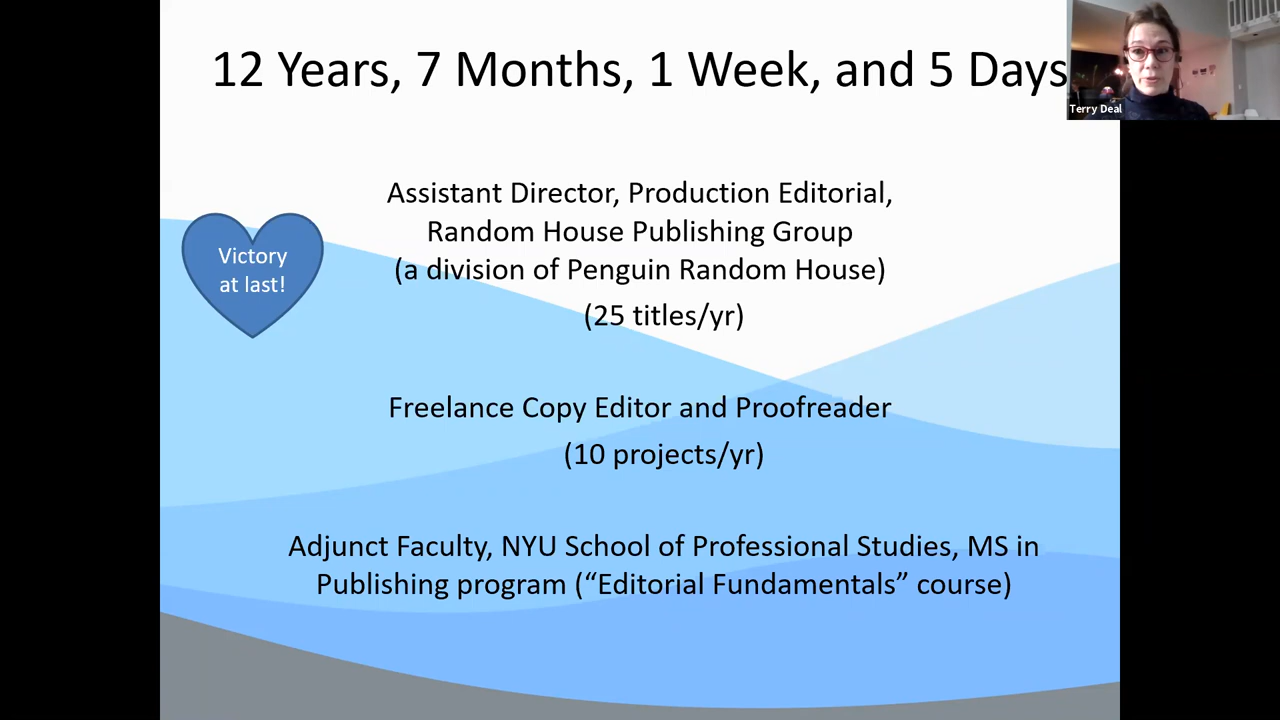 12 Years, 7 Months, 1 Week, and 5 Days
Terry Deal
Assistant Director, Production Editorial,
Random House Publishing Group
(a division of Penguin Random House)
(25 titles/yr)
Victory
at last!
Freelance Copy Editor and Proofreader
(10 projects/yr)
Adjunct Faculty, NYU School of Professional Studies, MS in
Publishing program (“Editorial Fundamentals” course)